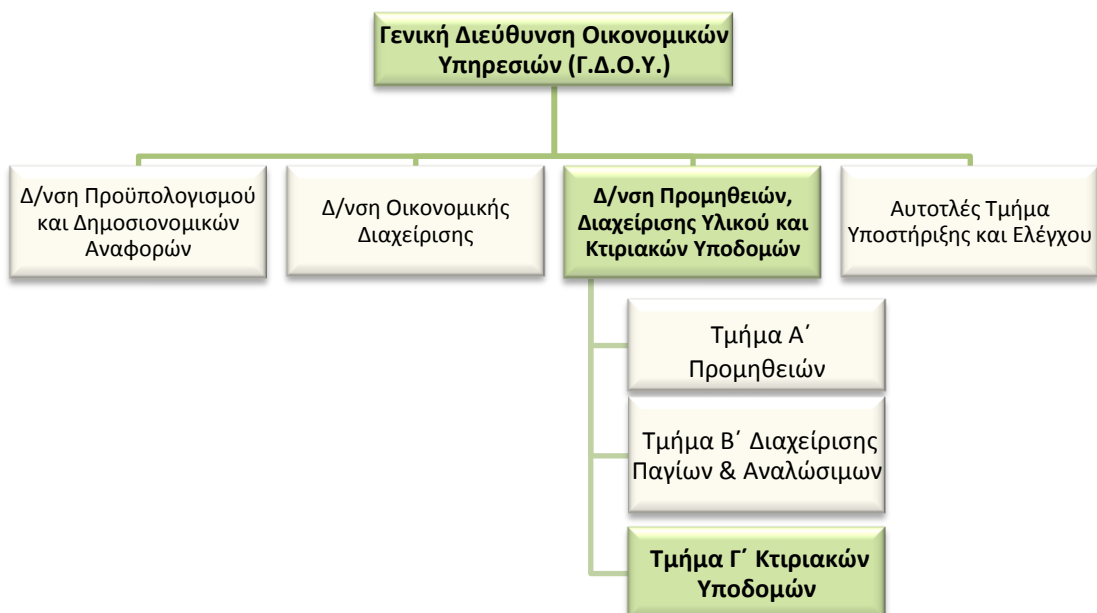 Γενική Διεύθυνση Οικονομικών
Υπηρεσιών (Γ.Δ.Ο.Υ.)
Δ/νση Προϋπολογισμού
και Δημοσιονομικών
Αναφορών
Δ/νση Οικονομικής
Διαχείρισης
Δ/νση Προμηθειών,
Διαχείρισης Υλικού και
Κτιριακών Υποδομών
Αυτοτλές Τμήμα
Υποστήριξης και Ελέγχου
Τμήμα Α΄
Προμηθειών
Τμήμα Β΄ Διαχείρισης
Παγίων & Αναλώσιμων
Τμήμα Γ΄ Κτιριακών
Υποδομών